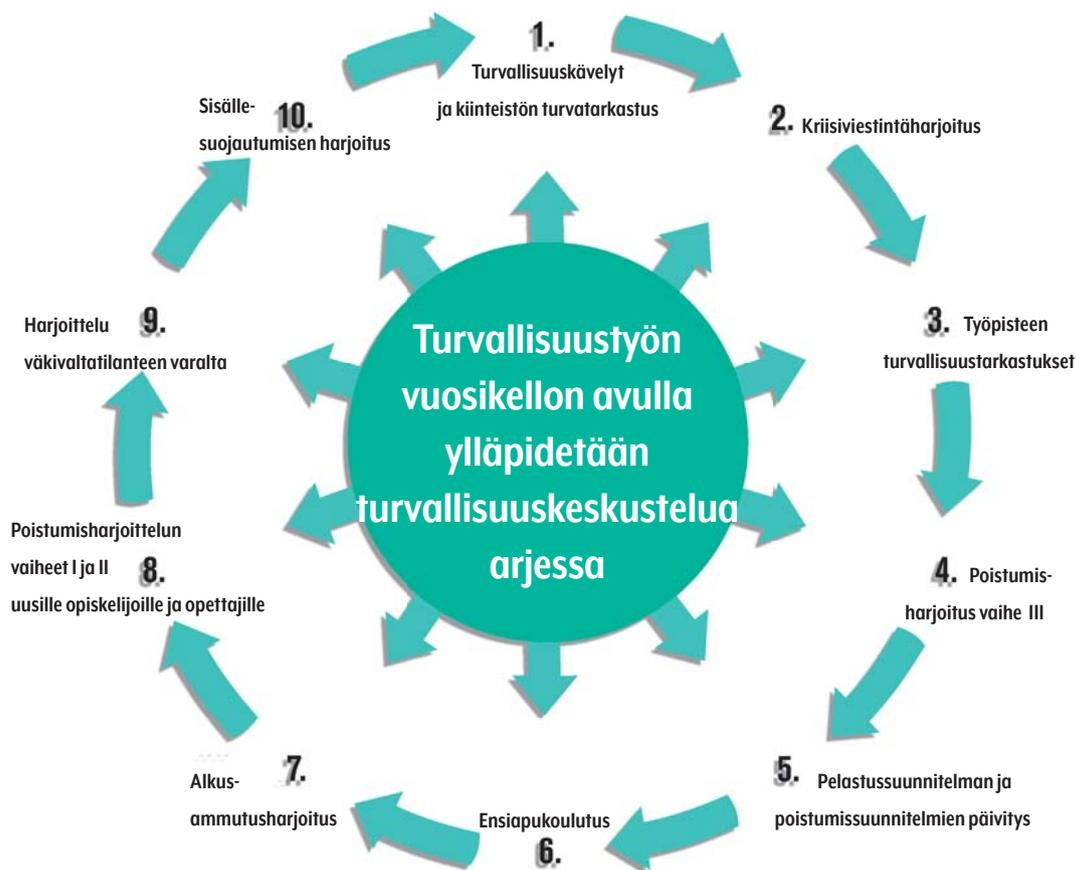 1.
Turvallisuuskävelyt
ja kiinteistön turvatarkastus
2. Kriisiviestintäharjoitus
3. Työpisteen
turvallisuustarkastukset
4. Poistumis-
harjoitus vaihe III
5. Pelastussuunnitelman ja
poistumissuunnitelmien päivitys
Ensiapukoulutus
6.
7.
Alkus-
ammutusharjoitus
Poistumisharjoittelun
vaiheet I ja II 8.
uusille opiskelijoille ja opettajille
Harjoittelu 9.
väkivaltatilanteen varalta
Sisälle- 10.
suojautumisen harjoitus
Turvallisuustyön
vuosikellon avulla
ylläpidetään
turvallisuuskeskustelua
arjessa